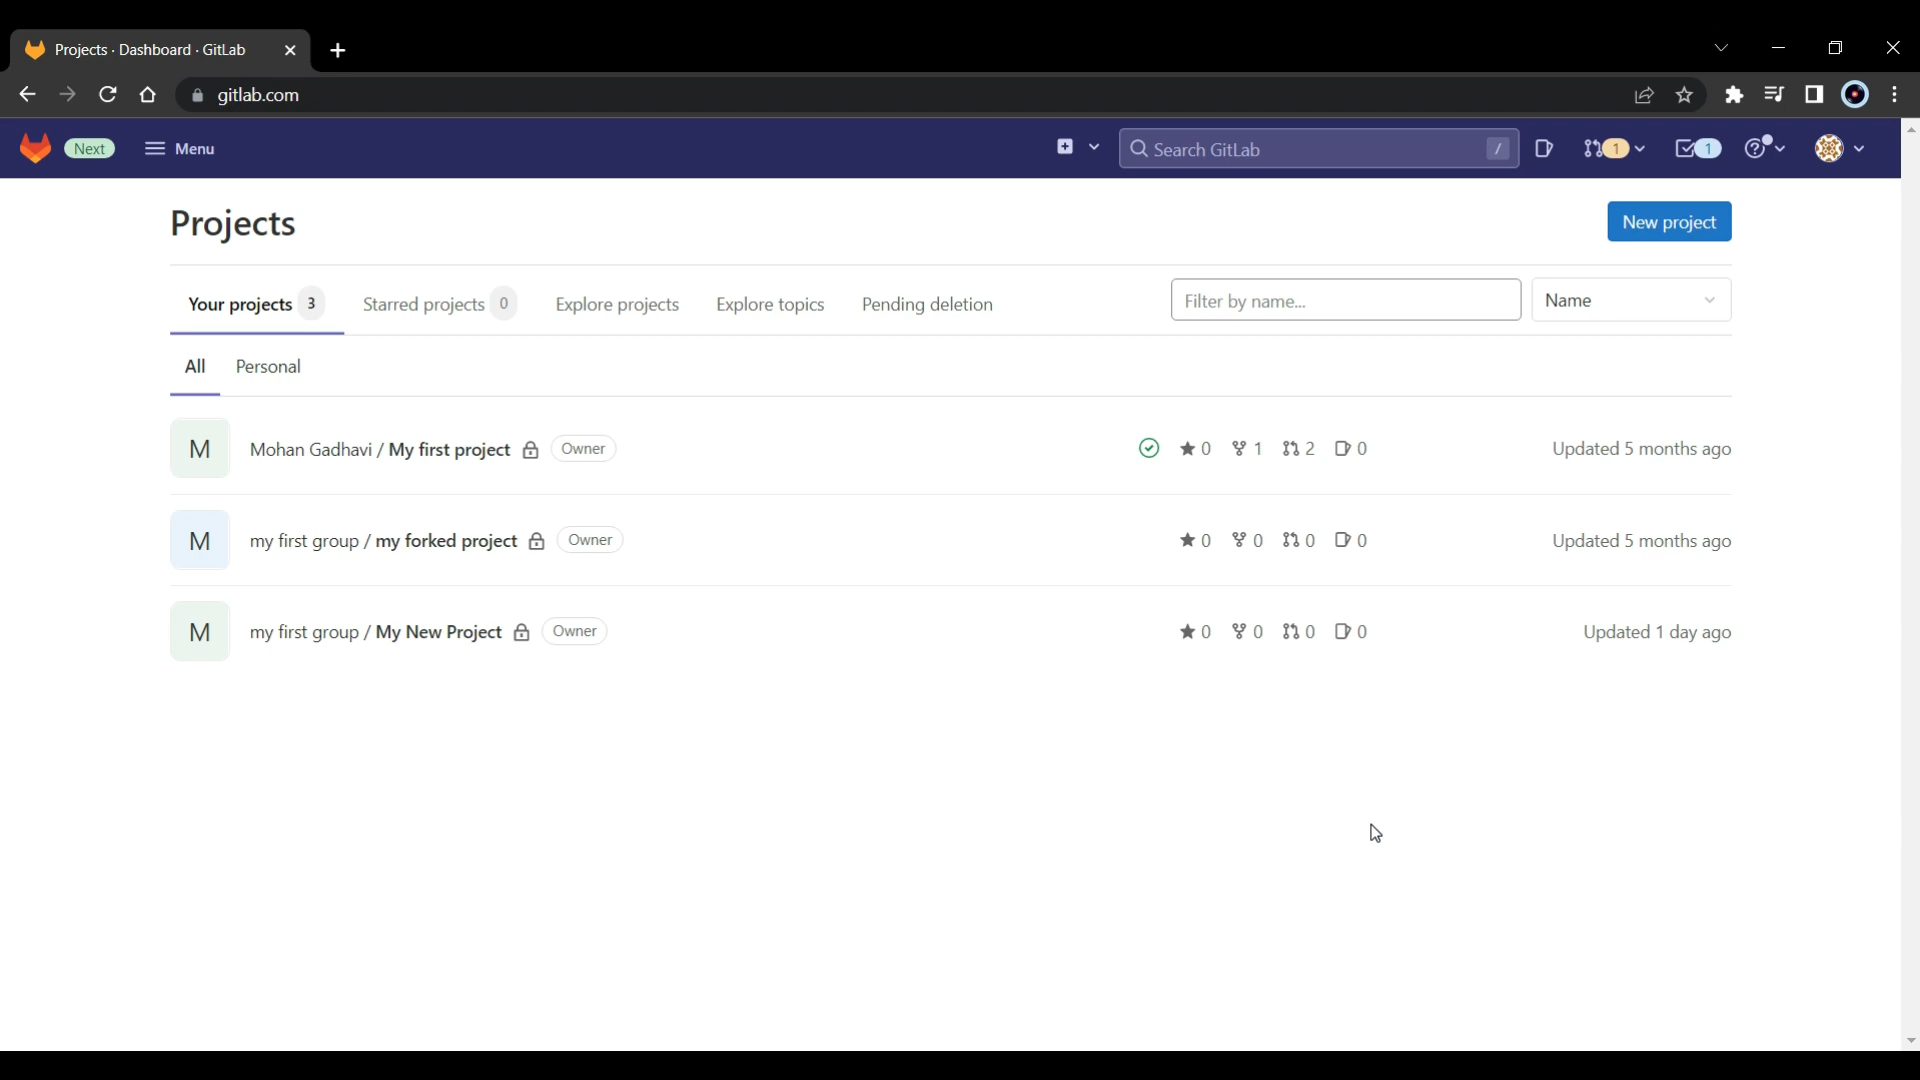 Projects · Dashboard · GitLab
gitlab.com
Next Menu Search GitLab / 1 1
Projects New project
Your projects 3 Starred projects 0 Explore projects Explore topics Pending deletion Filter by name... Name
All Personal
M Mohan Gadhavi / My first project Owner 0 1 2 0 Updated 5 months ago
M my first group / my forked project Owner 0 0 0 0 Updated 5 months ago
M my first group / My New Project Owner 0 0 0 0 Updated 1 day ago